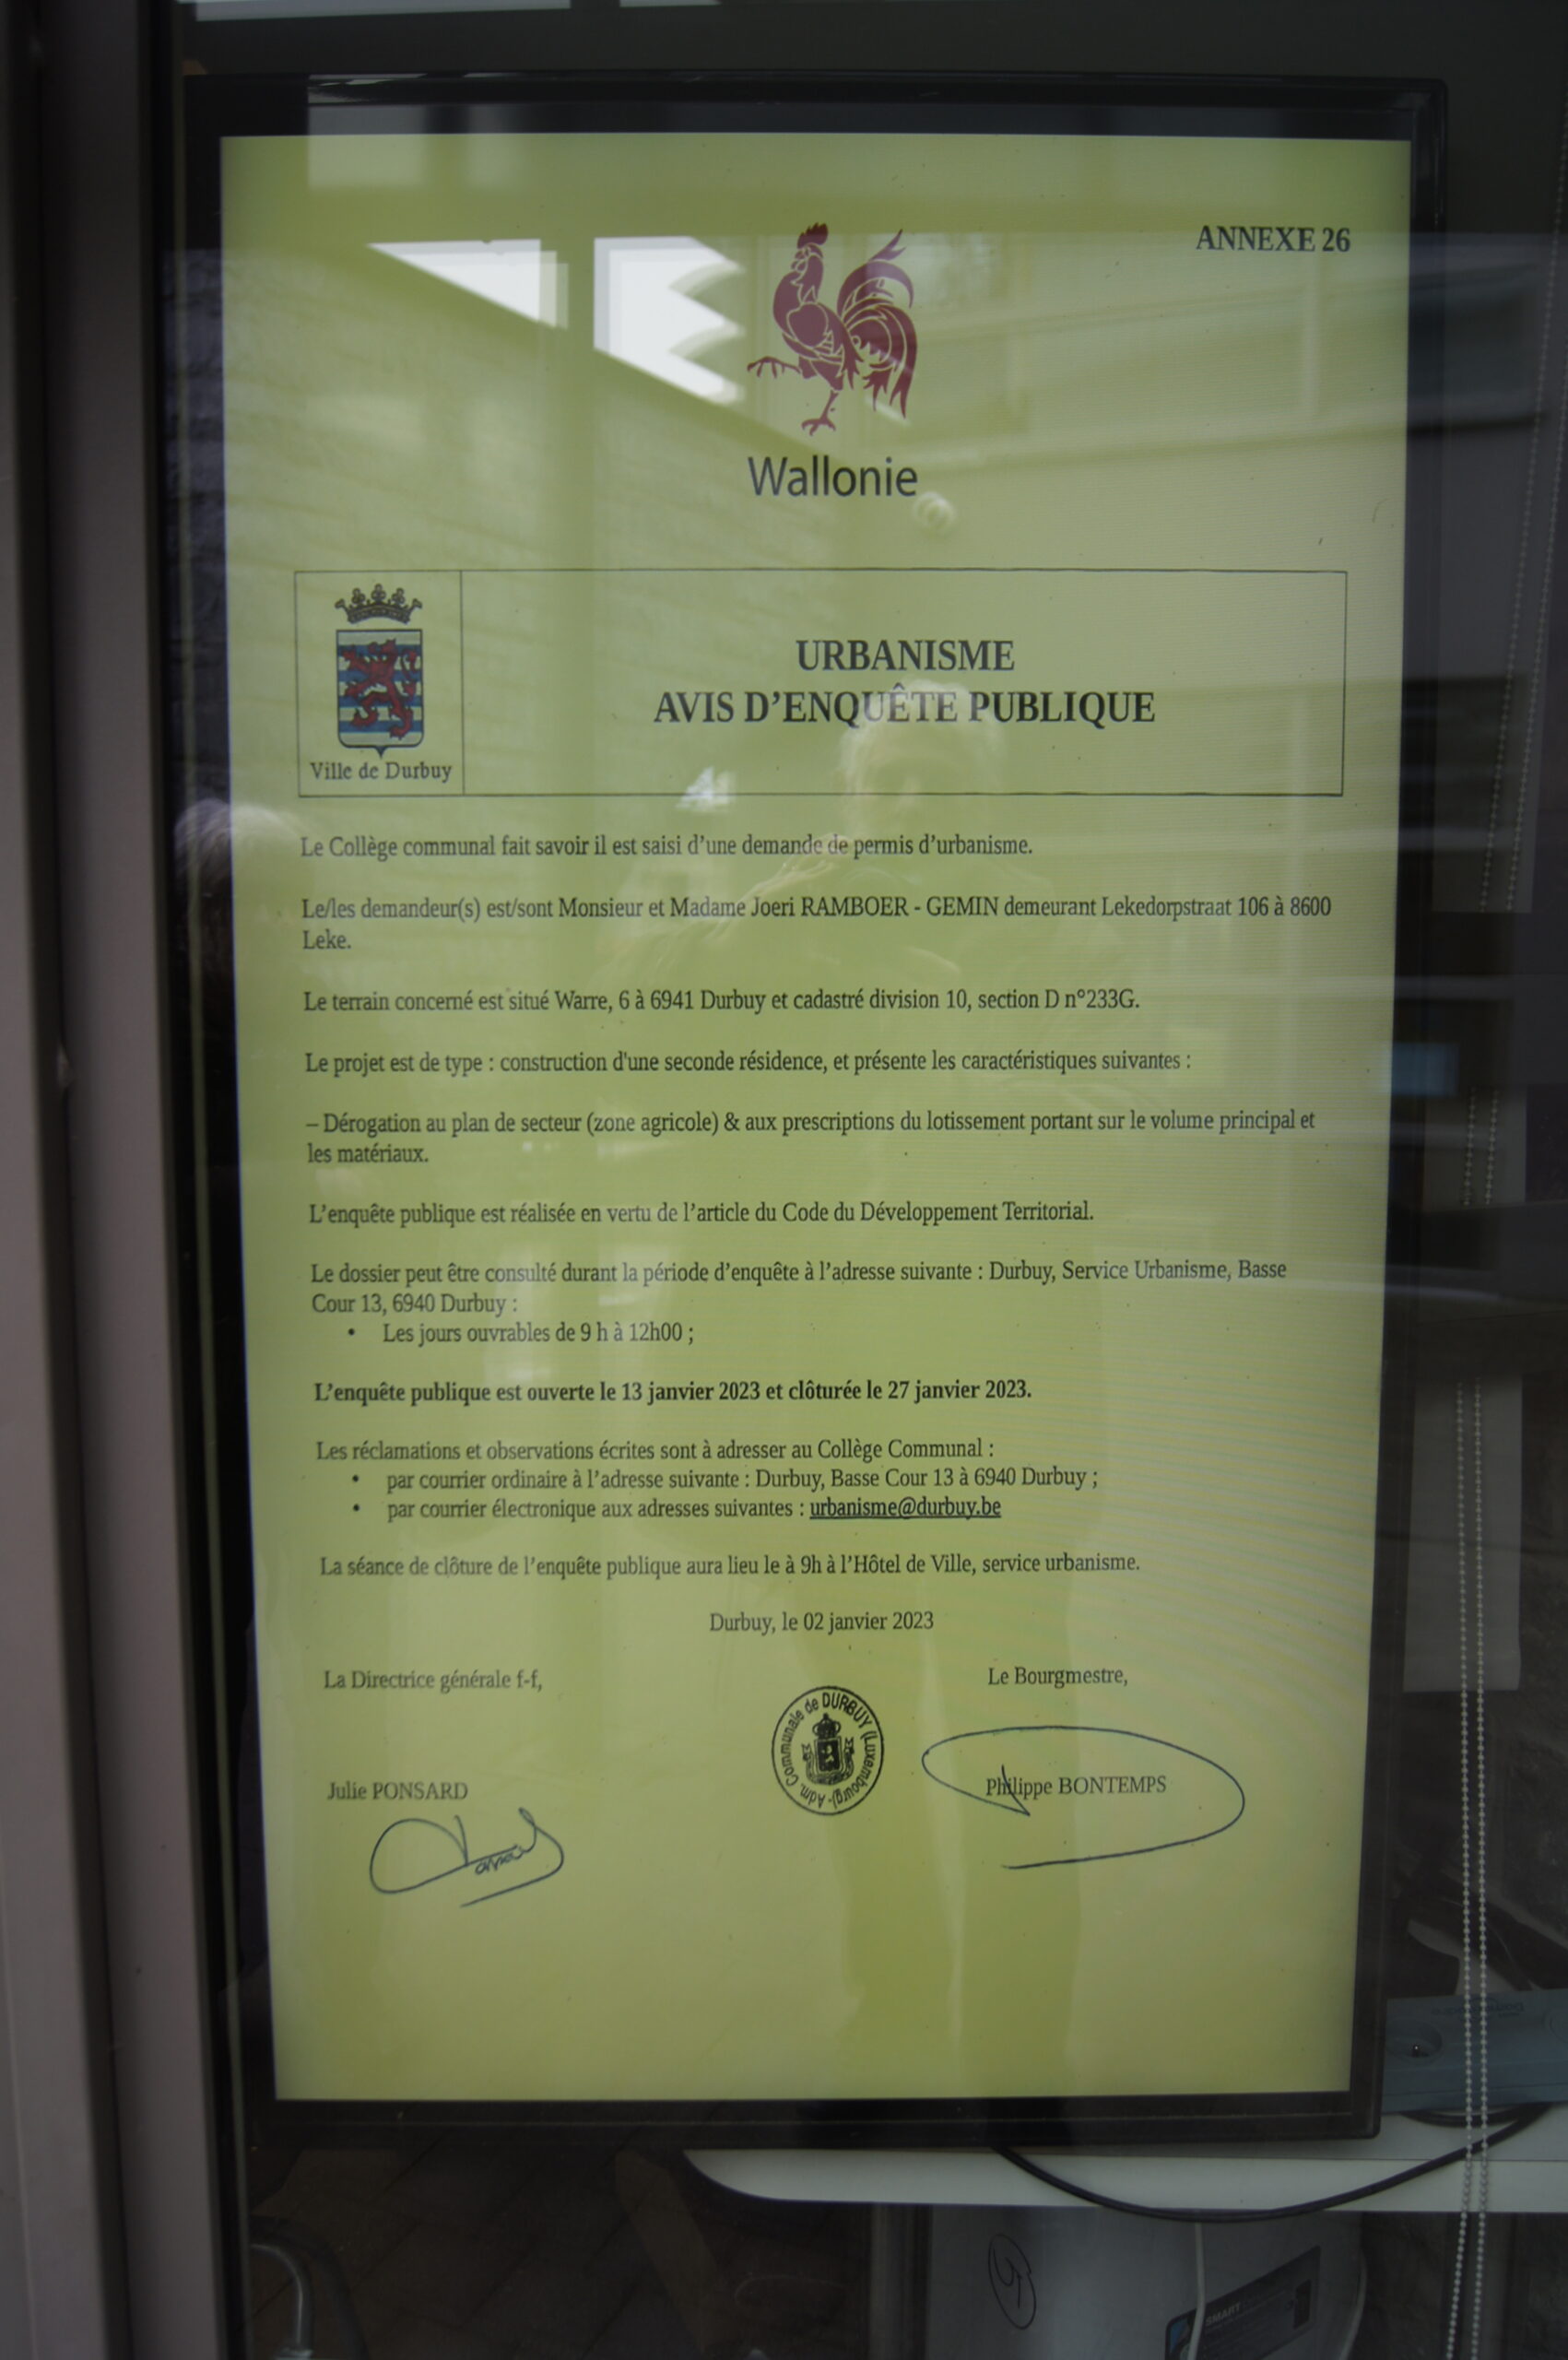 ANNEXE 26
Wallonie
URBANISME
AVIS D'ENQUÊTE PUBLIQUE
Ville de Durbuy
Le Collège communal fait savoir il est saisi d'une demande de permis d'urbanisme.
Le/les demandeur(s) est/sont Monsieur et Madame Joeri RAMBOER - GEMIN demeurant Lekedorpstraat 106 à 8600
Leke.
Le terrain concerné est situé Warre, 6 à 6941 Durbuy et cadastré division 10, section D n°233G.
Le projet est de type : construction d'une seconde résidence, et présente les caractéristiques suivantes :
– Dérogation au plan de secteur (zone agricole) & aux prescriptions du lotissement portant sur le volume principal et
les matériaux.
L'enquête publique est réalisée en vertu de l'article du Code du Développement Territorial.
Le dossier peut être consulté durant la période d'enquête à l'adresse suivante : Durbuy, Service Urbanisme, Basse
Cour 13, 6940 Durbuy :
• Les jours ouvrables de 9 h à 12h00 ;
L'enquête publique est ouverte le 13 janvier 2023 et clôturée le 27 janvier 2023.
Les réclamations et observations écrites sont à adresser au Collège Communal :
• par courrier ordinaire à l'adresse suivante : Durbuy, Basse Cour 13 à 6940 Durbuy ;
• par courrier électronique aux adresses suivantes : urbanisme@durbuy.be
La séance de clôture de l'enquête publique aura lieu le à 9h à l'Hôtel de Ville, service urbanisme.
Durbuy, le 02 janvier 2023
La Directrice générale f-f,
Le Bourgmestre,
Adm. Communale de DURBUY (Luxembourg)
Julie PONSARD
Philippe BONTEMPS
SMART